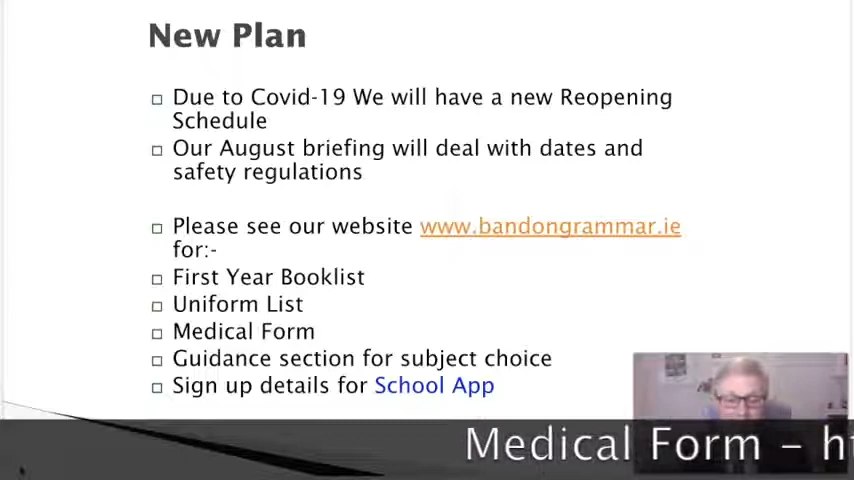 New Plan
Due to Covid-19 We will have a new Reopening
Schedule
Our August briefing will deal with dates and
safety regulations
Please see our website www.bandongrammar.ie
for:-
First Year Booklist
Uniform List
Medical Form
Guidance section for subject choice
Sign up details for School App
Medical Form – ht